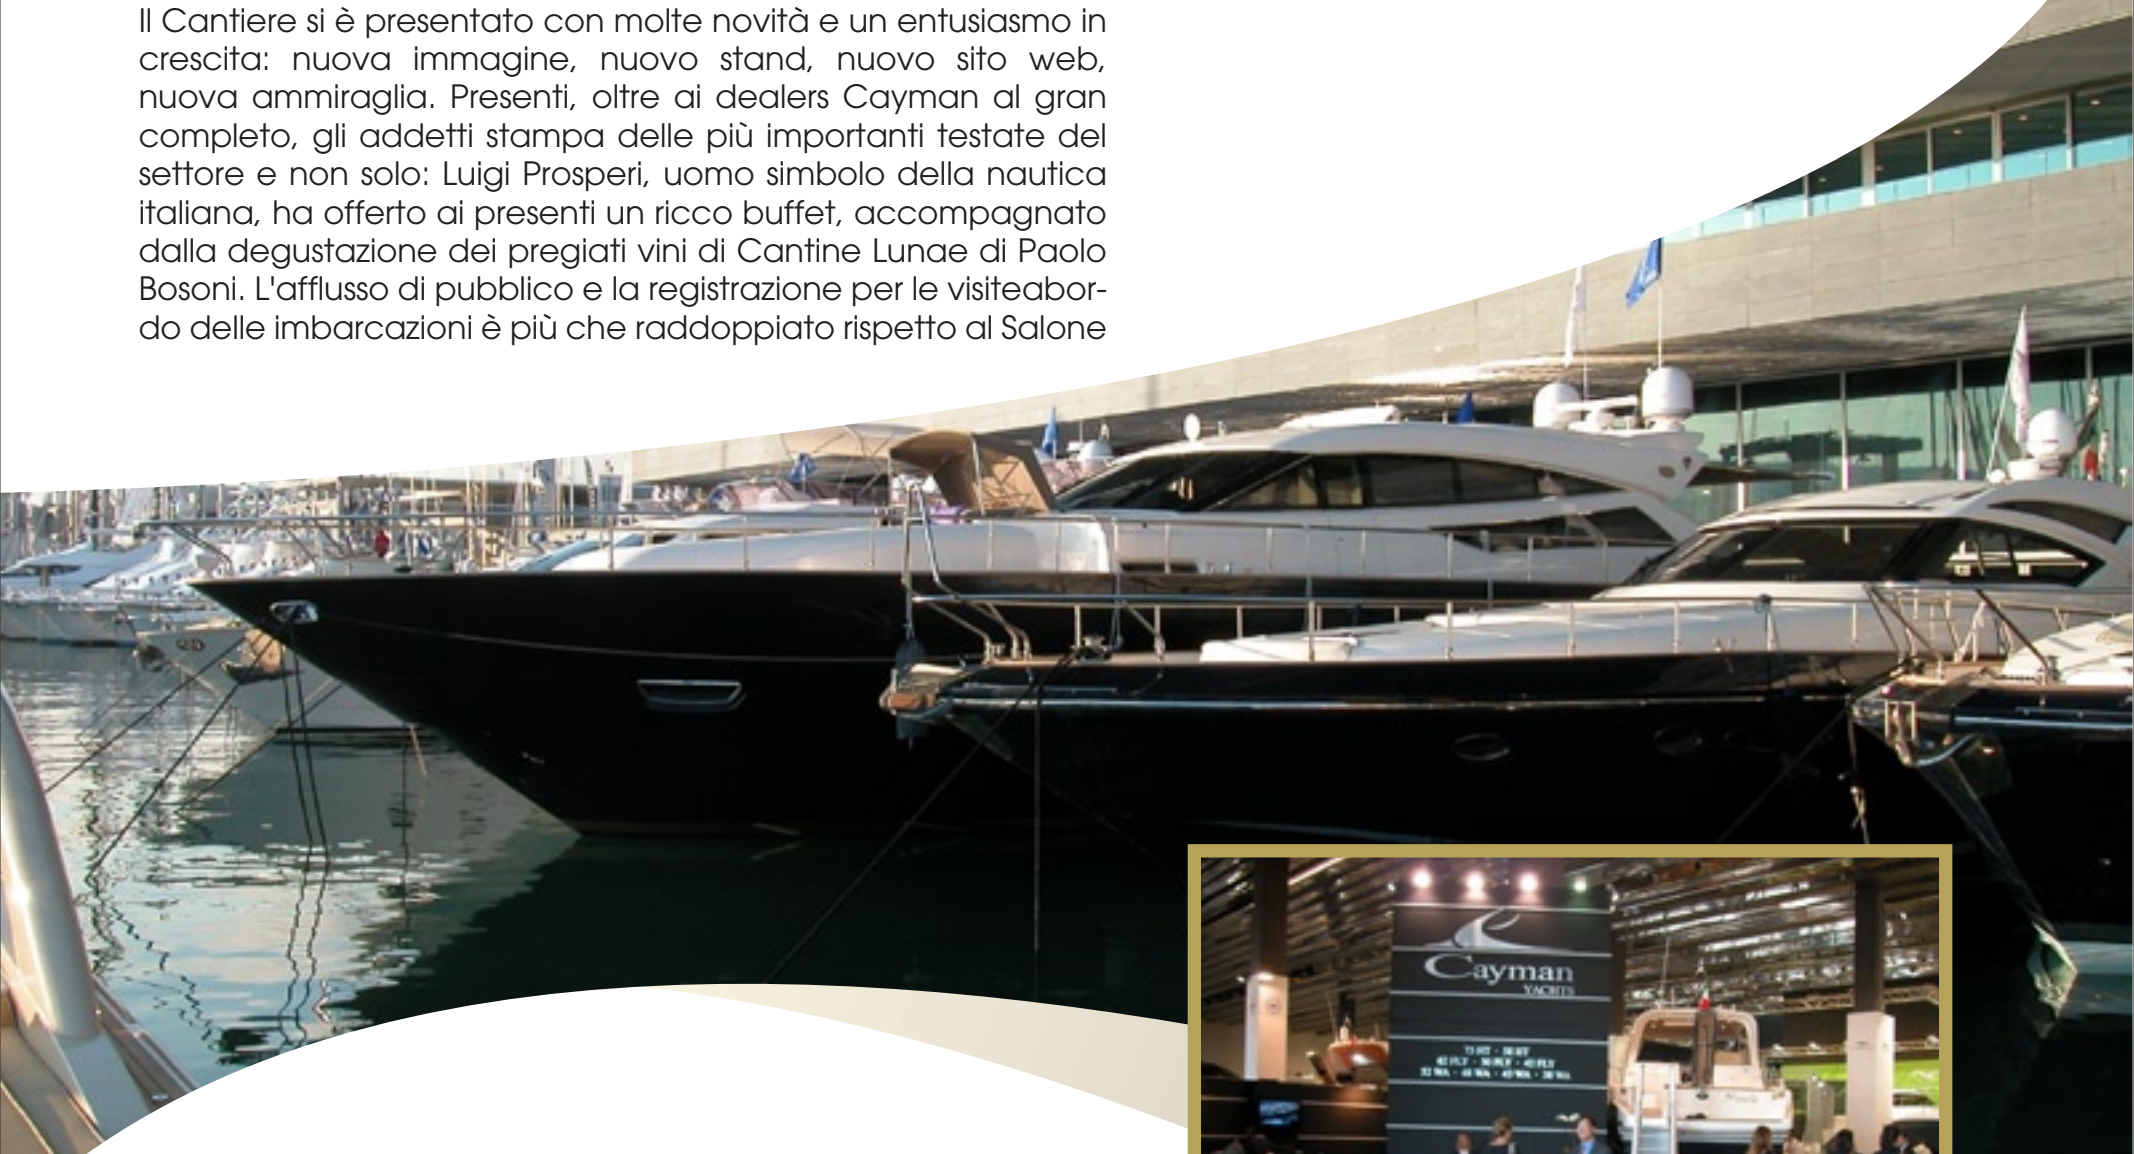 Il Cantiere si è presentato con molte novità e un entusiasmo in
crescita: nuova immagine, nuovo stand, nuovo sito web,
nuova ammiraglia. Presenti, oltre ai dealers Cayman al gran
completo, gli addetti stampa delle più importanti testate del
settore e non solo: Luigi Prosperi, uomo simbolo della nautica
italiana, ha offerto ai presenti un ricco buffet, accompagnato
dalla degustazione dei pregiati vini di Cantine Lunae di Paolo
Bosoni. L'afflusso di pubblico e la registrazione per le visiteabor-
do delle imbarcazioni è più che raddoppiato rispetto al Salone
Cayman
YACHTS